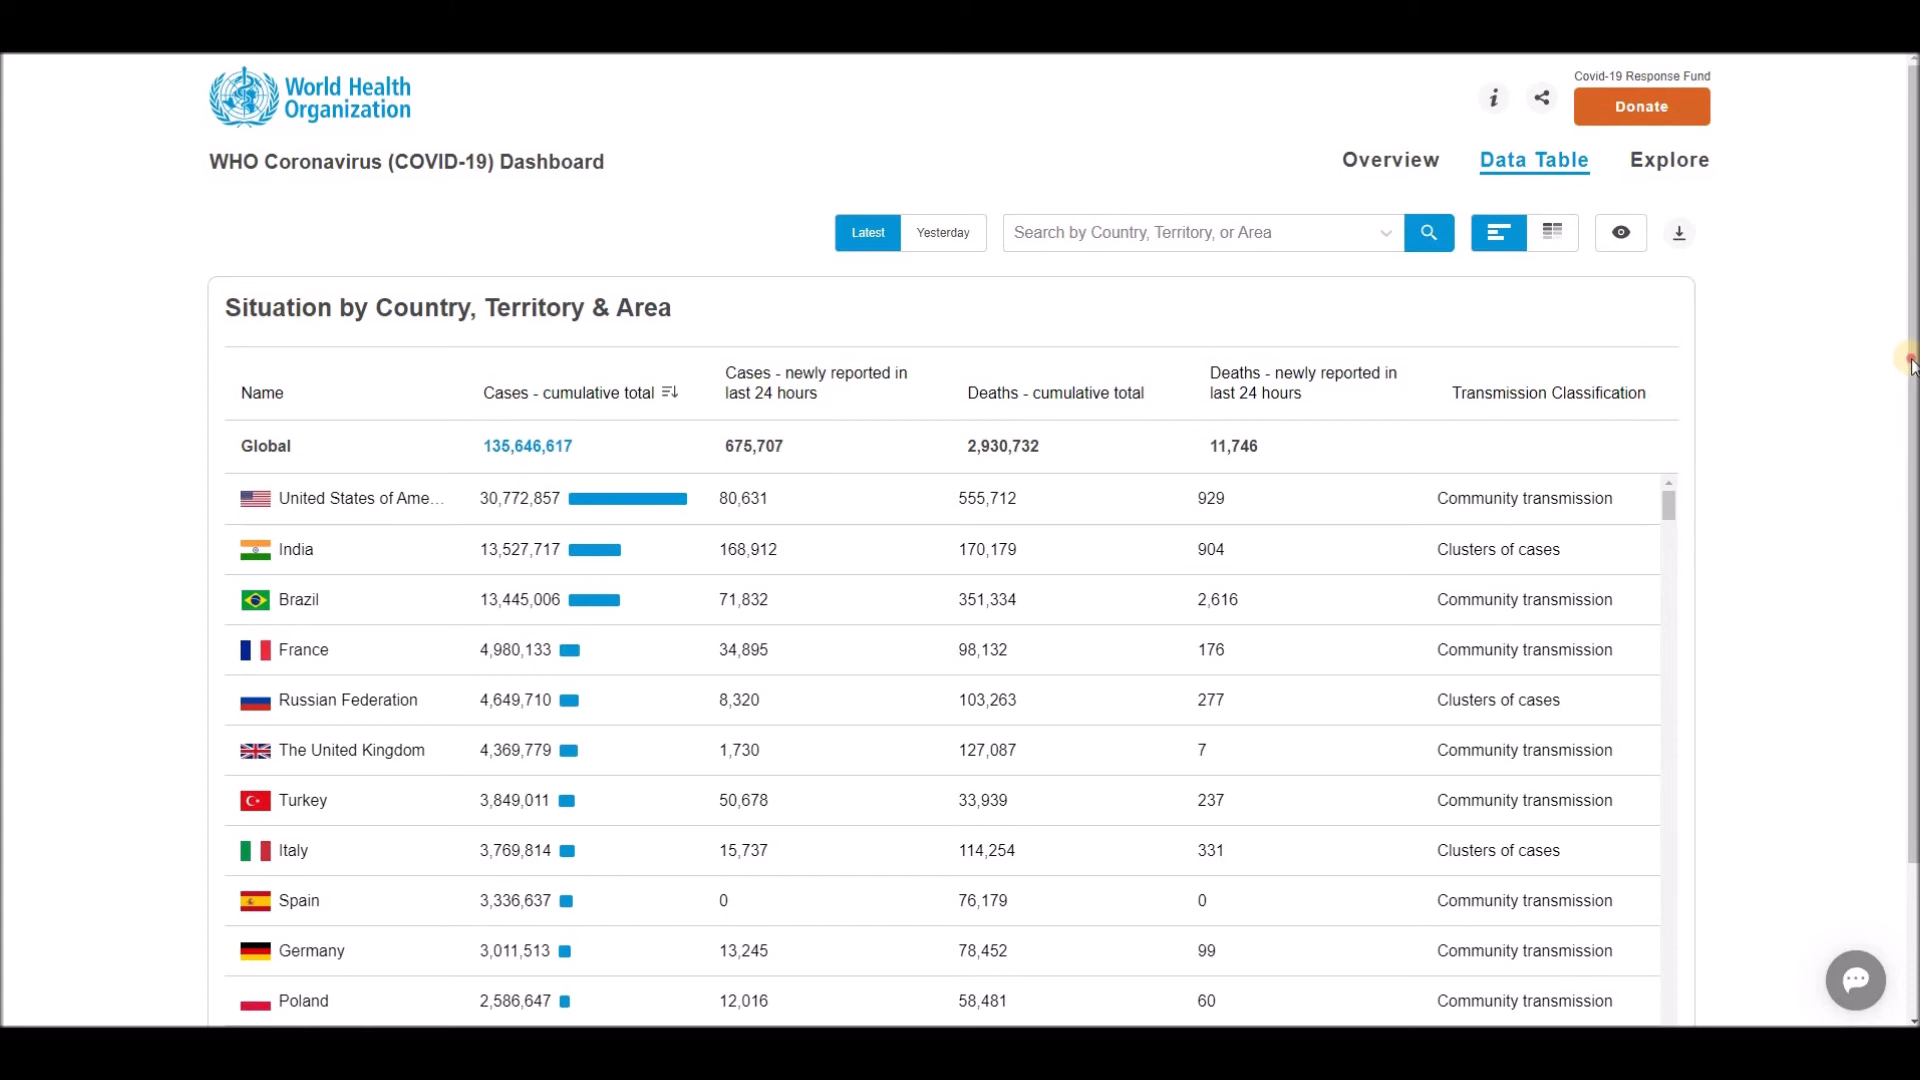 World Health
Organization
Covid-19 Response Fund
Donate
WHO Coronavirus (COVID-19) Dashboard
Overview Data Table Explore
Latest Yesterday Search by Country, Territory, or Area
Situation by Country, Territory & Area
Name Cases - cumulative total Cases - newly reported in last 24 hours Deaths - cumulative total Deaths - newly reported in last 24 hours Transmission Classification
Global 135,646,617 675,707 2,930,732 11,746
United States of Ame... 30,772,857 80,631 555,712 929 Community transmission
India 13,527,717 168,912 170,179 904 Clusters of cases
Brazil 13,445,006 71,832 351,334 2,616 Community transmission
France 4,980,133 34,895 98,132 176 Community transmission
Russian Federation 4,649,710 8,320 103,263 277 Clusters of cases
The United Kingdom 4,369,779 1,730 127,087 7 Community transmission
Turkey 3,849,011 50,678 33,939 237 Community transmission
Italy 3,769,814 15,737 114,254 331 Clusters of cases
Spain 3,336,637 0 76,179 0 Community transmission
Germany 3,011,513 13,245 78,452 99 Community transmission
Poland 2,586,647 12,016 58,481 60 Community transmission